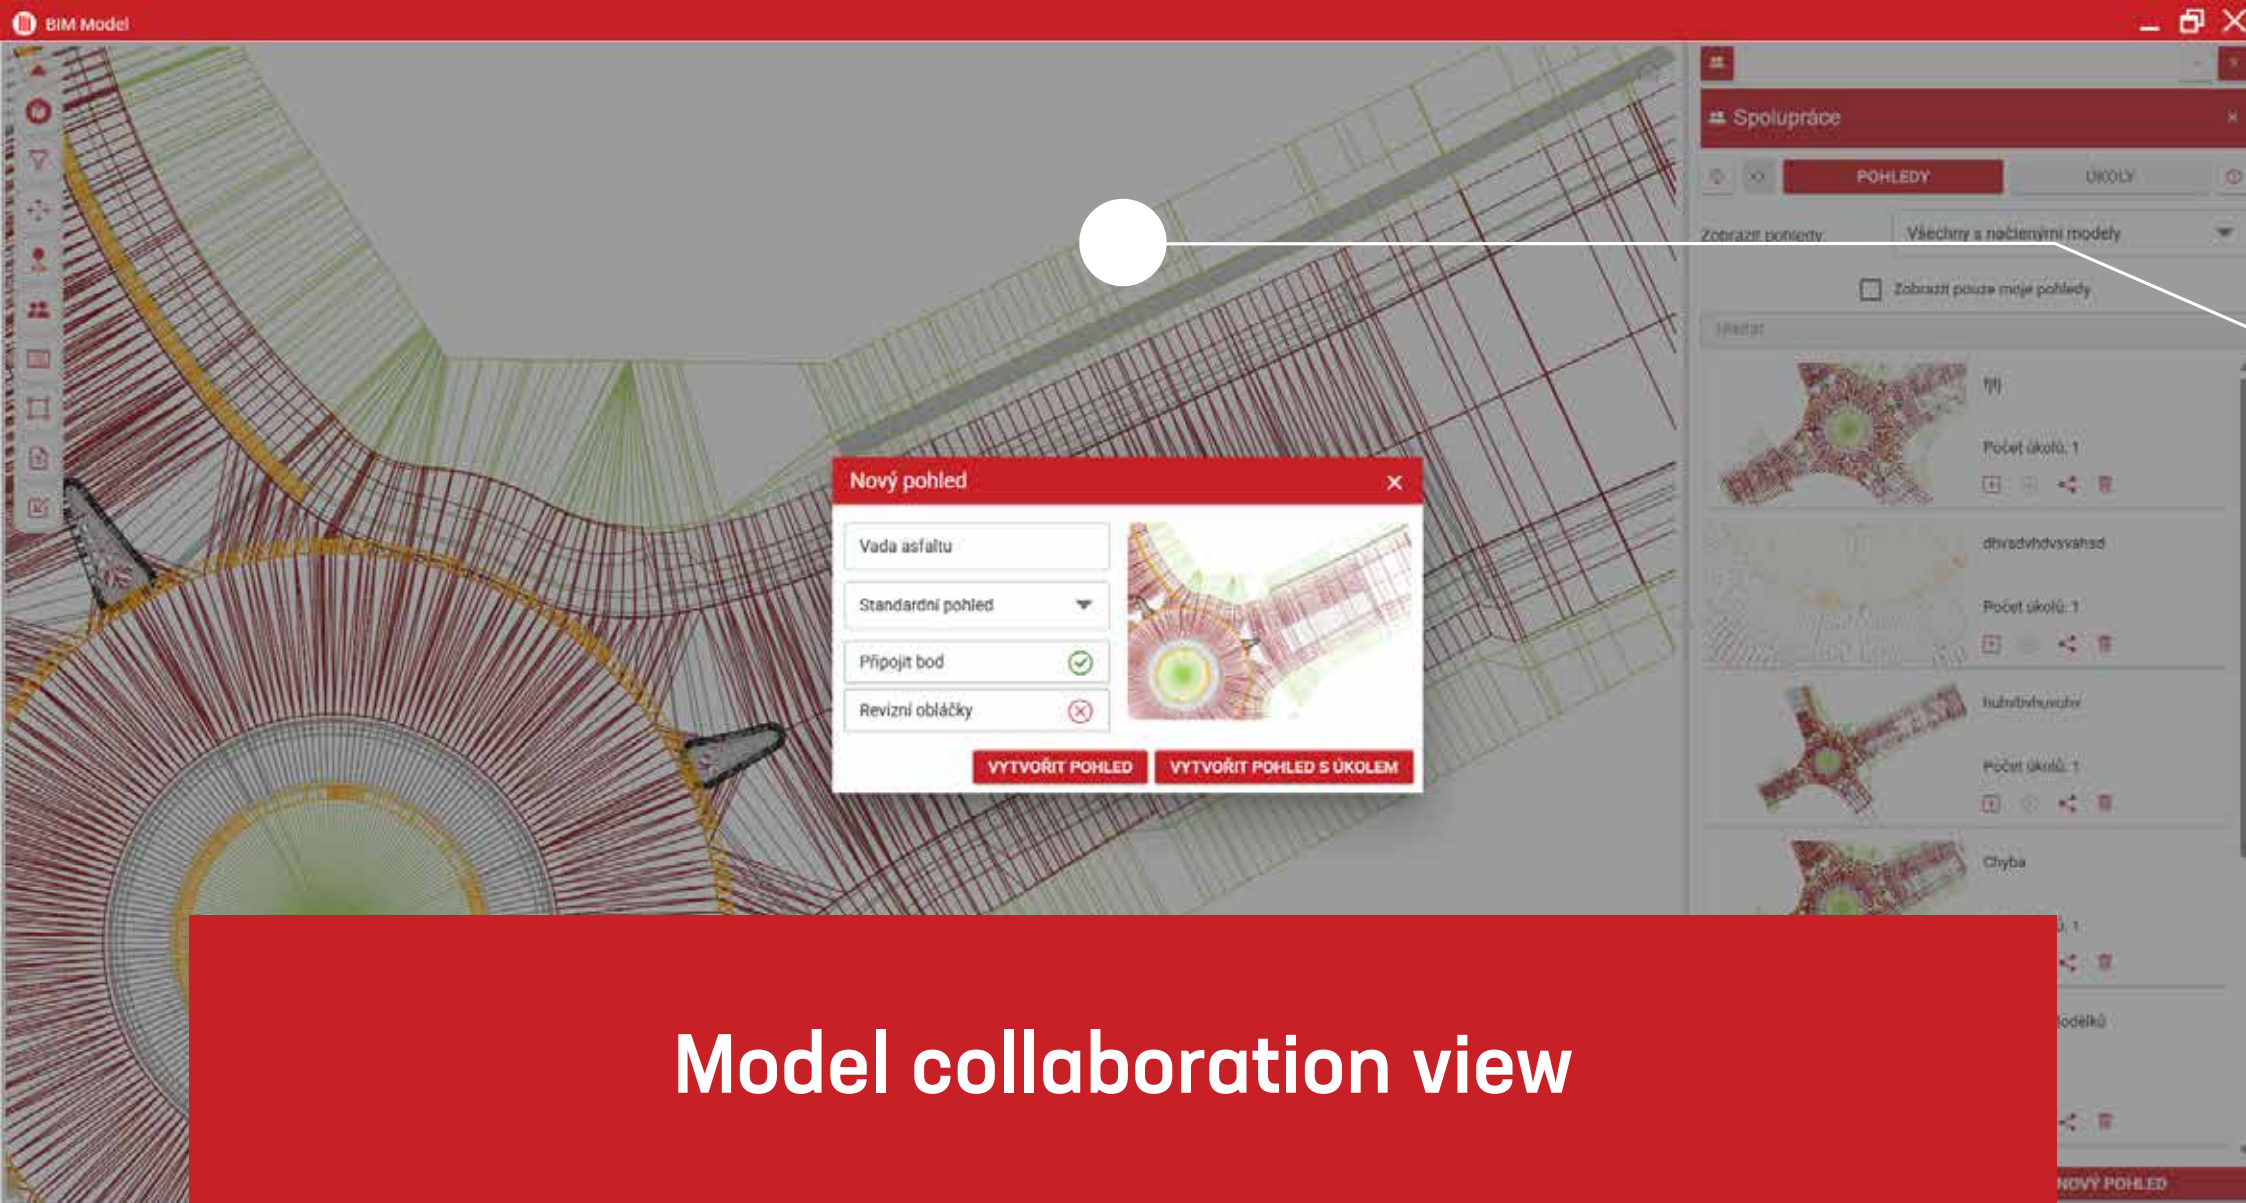 BIM Model
Spolupráce
POHLEDY
ÚKOLY
Zobrazit pohledy:
Všechny s načtenými modely
Zobrazit pouze moje pohledy
Hledat
Počet úkolů: 1
dhvsdvhdvsvahsd
Počet úkolů: 1
Počet úkolů: 1
Chyba
NOVÝ POHLED
Nový pohled
Vada asfaltu
Standardní pohled
Připojit bod
Revizní obláčky
VYTVOŘIT POHLED
VYTVOŘIT POHLED S ÚKOLEM
Model collaboration view